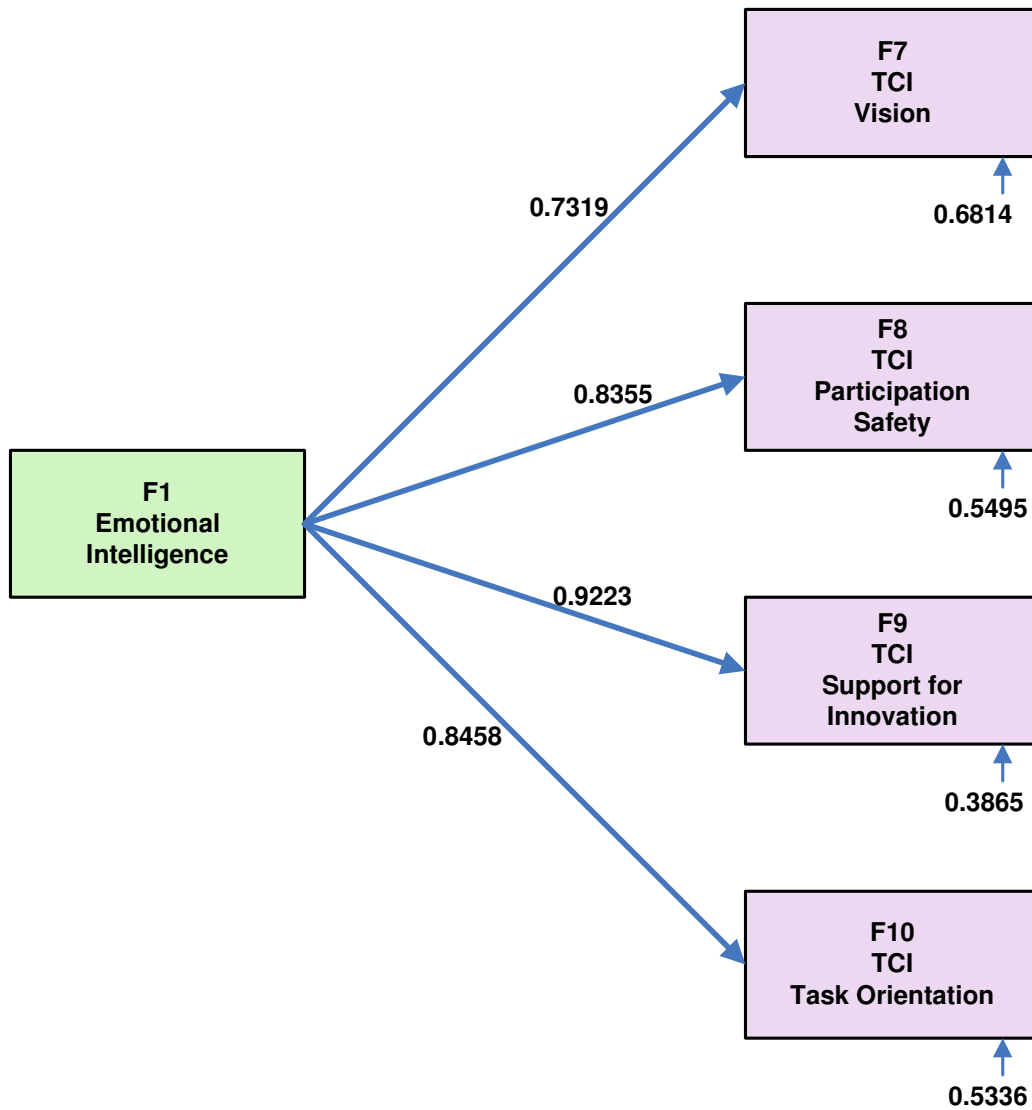 F7
TCI
Vision
0.7319
0.6814
F8
TCI
Participation
Safety
0.8355
0.5495
F1
Emotional
Intelligence
0.9223
F9
TCI
Support for
Innovation
0.8458
0.3865
F10
TCI
Task Orientation
0.5336